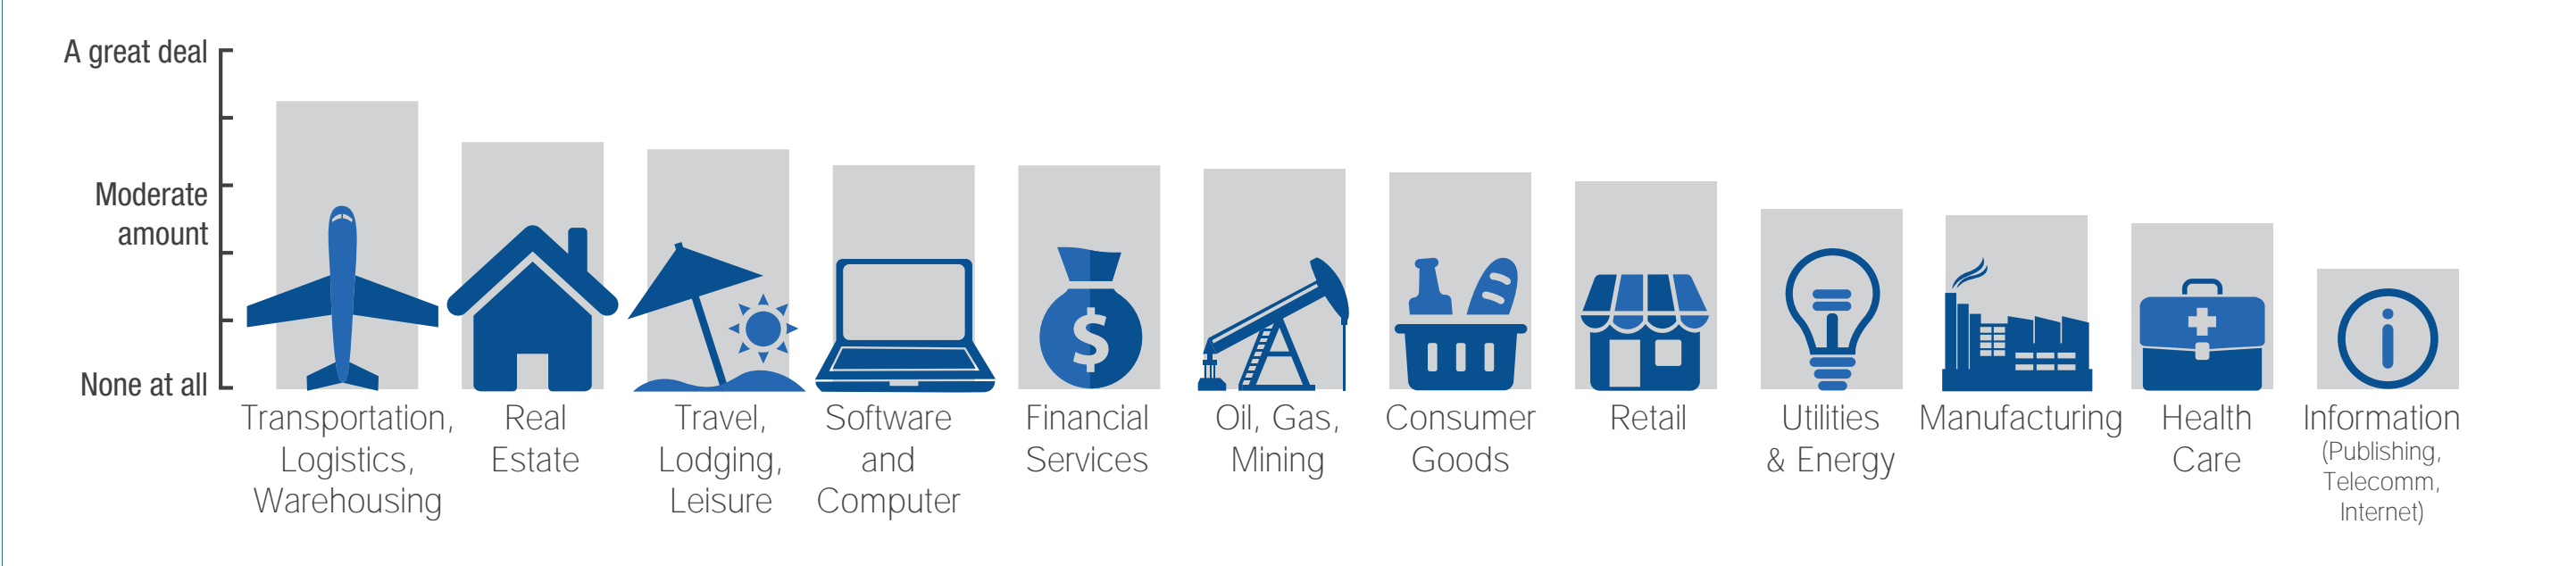 A great deal
Moderate
amount
None at all
Transportation,
Logistics,
Warehousing
Real
Estate
Travel,
Lodging,
Leisure
Software
and
Computer
$
Financial
Services
Oil, Gas,
Mining
Consumer
Goods
Retail
Utilities
& Energy
Manufacturing
Health
Care
i
Information
(Publishing,
Telecomm,
Internet)